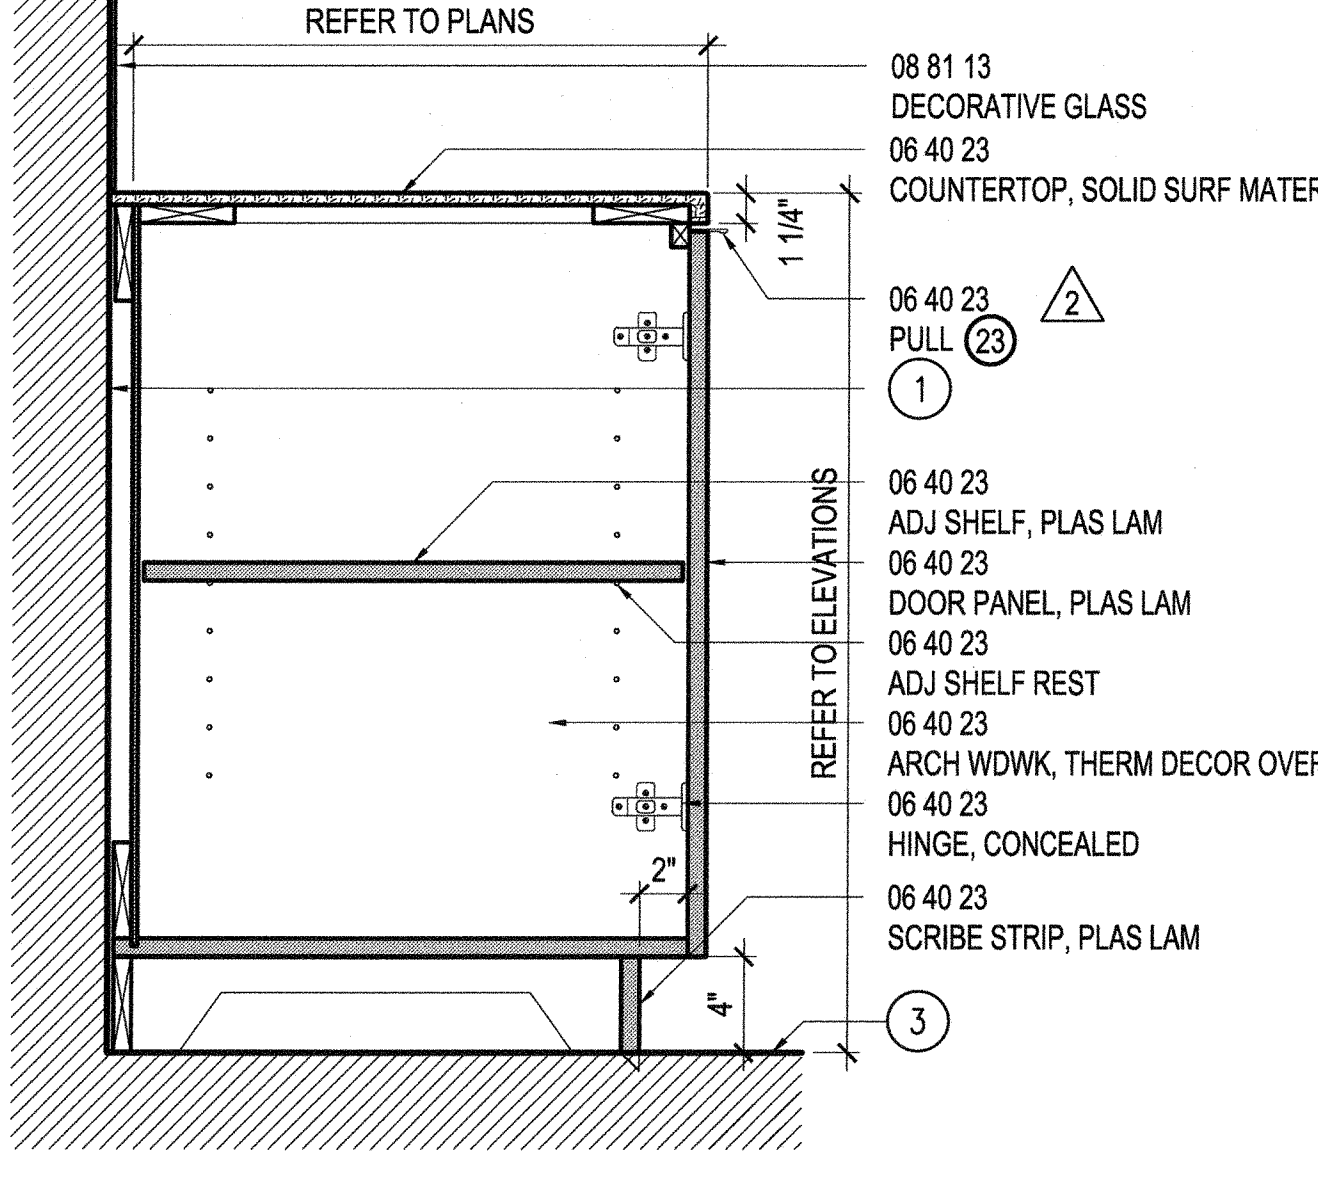 REFER TO PLANS
08 81 13
DECORATIVE GLASS
06 40 23
COUNTERTOP, SOLID SURF MATER
1 1/4"
06 40 23
2
PULL 23
1
06 40 23
ADJ SHELF, PLAS LAM
06 40 23
DOOR PANEL, PLAS LAM
06 40 23
ADJ SHELF REST
REFER TO ELEVATIONS
06 40 23
ARCH WDWK, THERM DECOR OVER
06 40 23
HINGE, CONCEALED
2"
06 40 23
SCRIBE STRIP, PLAS LAM
4"
3